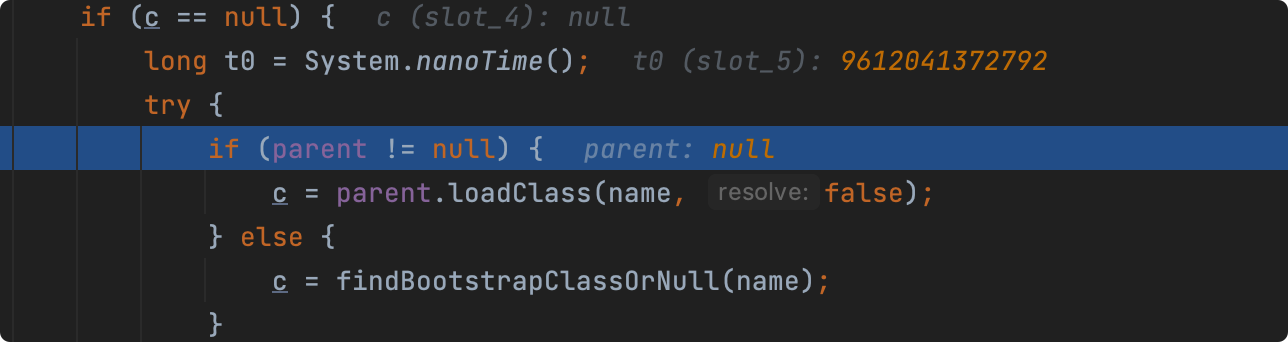 if (c == null) { c (slot_4): null
long t0 = System.nanoTime(); t0 (slot_5): 9612041372792
try {
if (parent != null) { parent: null
c = parent.loadClass(name, resolve: false);
} else {
c = findBootstrapClassOrNull(name);
}